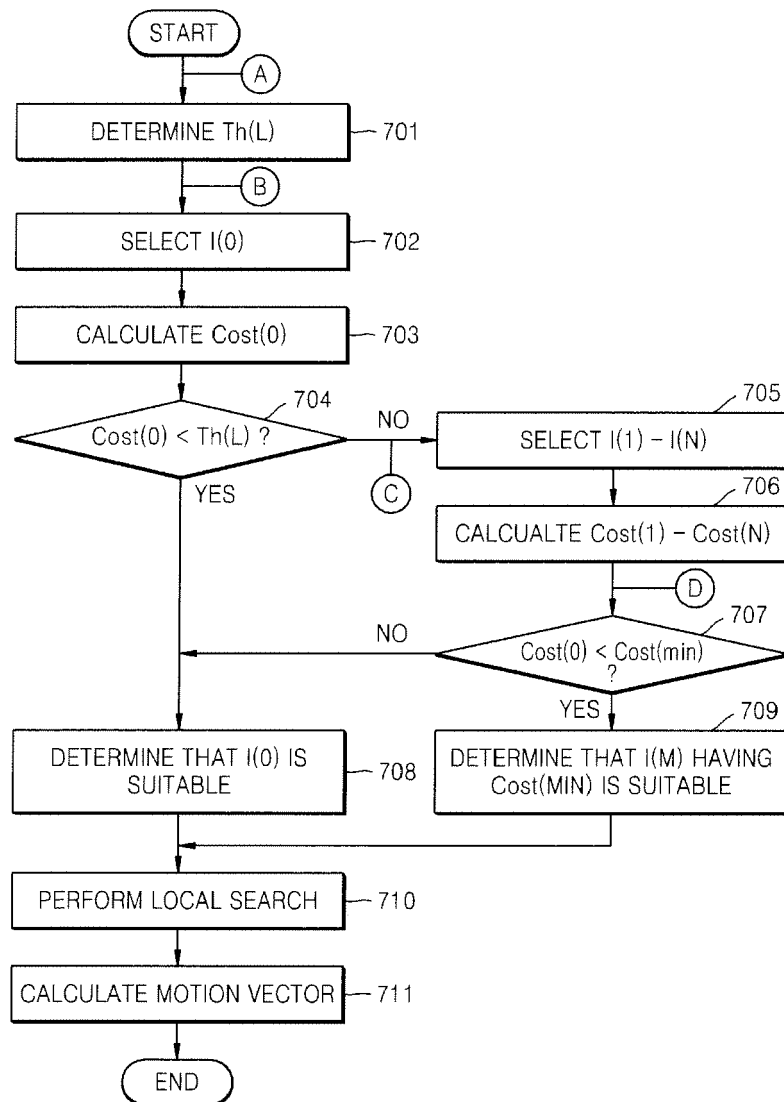 START
A
DETERMINE Th(L)
701
B
SELECT I(0)
702
CALCULATE Cost(0)
703
704
Cost(0) < Th(L) ?
NO
YES
C
705
SELECT I(1) – I(N)
706
CALCUALTE Cost(1) – Cost(N)
D
707
Cost(0) < Cost(min)
?
NO
YES
DETERMINE THAT I(0) IS
SUITABLE
708
709
DETERMINE THAT I(M) HAVING
Cost(MIN) IS SUITABLE
PERFORM LOCAL SEARCH
710
CALCULATE MOTION VECTOR
711
END